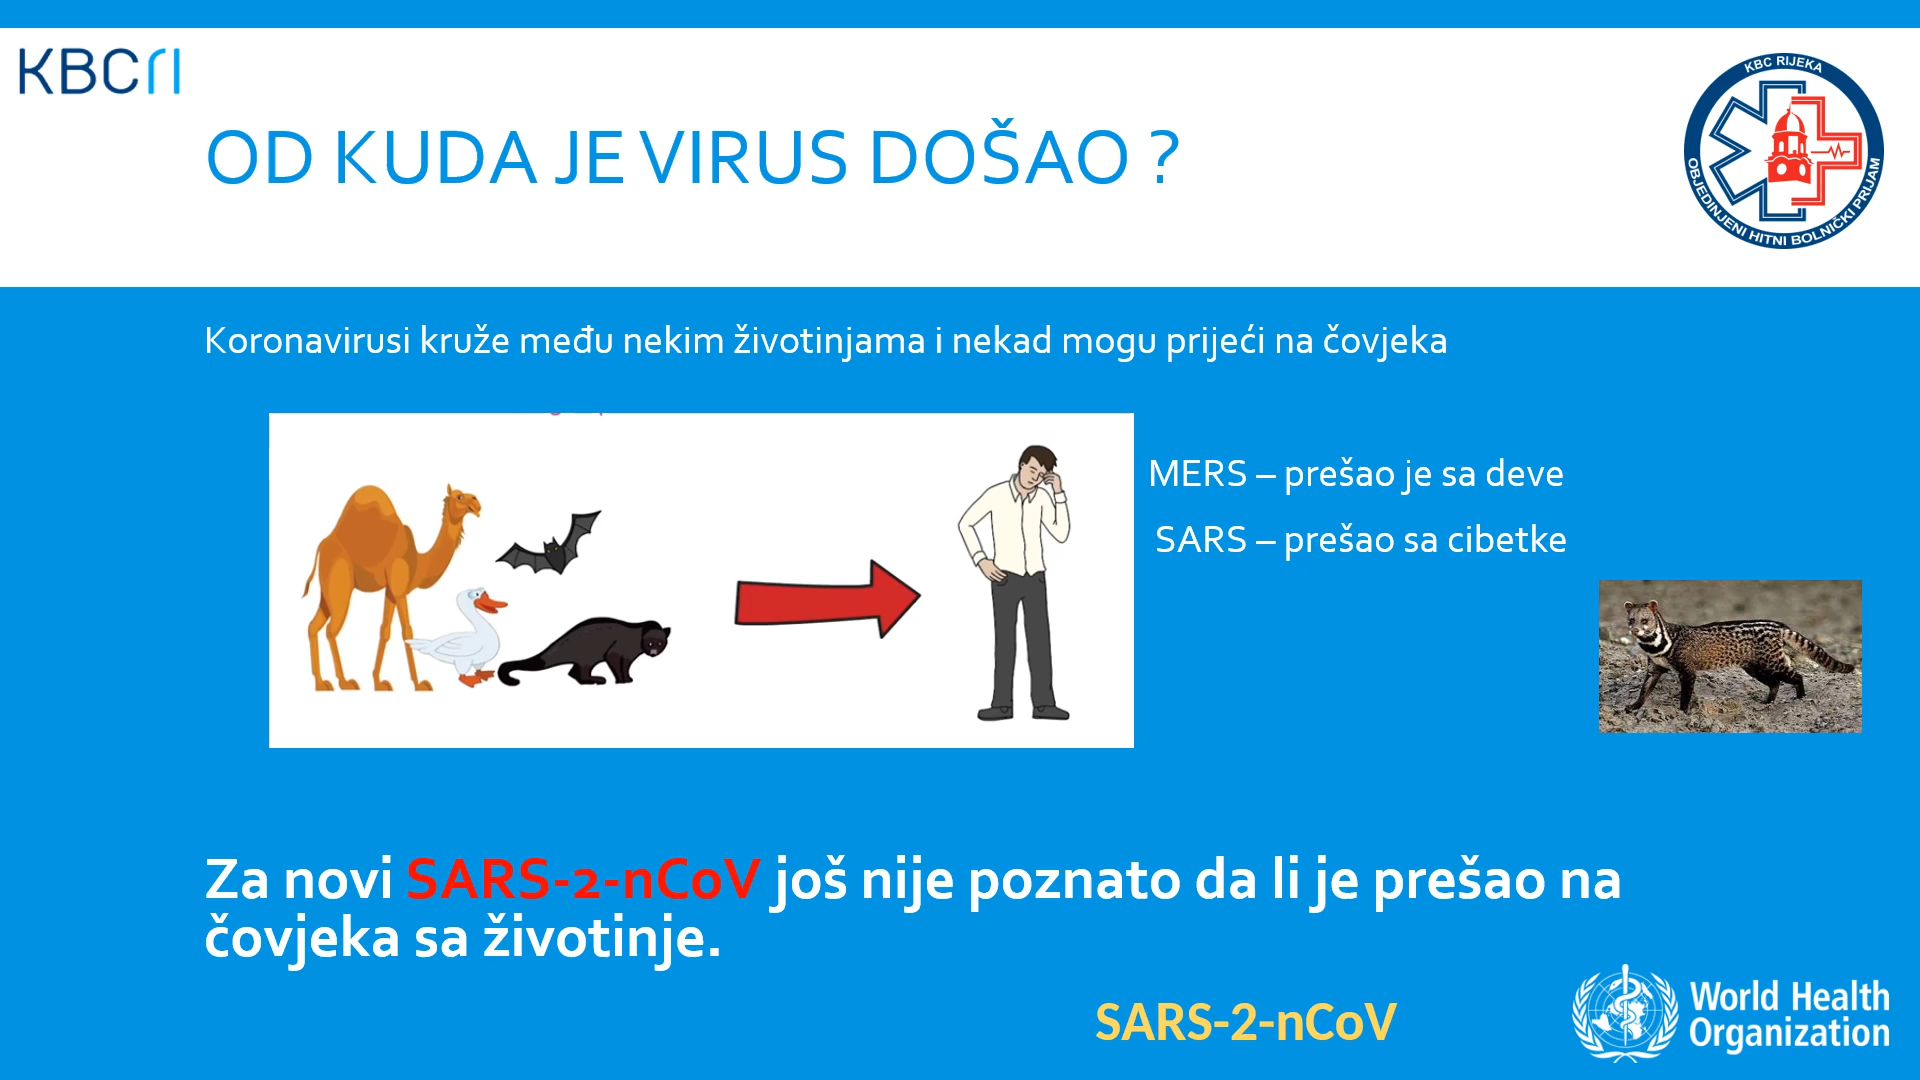 KBCri
KBC RIJEKA
OBJEDINJENI HITNI BOLNIČKI PRIJAM
OD KUDA JE VIRUS DOŠAO ?
Koronavirusi kruže među nekim životinjama i nekad mogu prijeći na čovjeka
MERS – prešao je sa deve
SARS – prešao sa cibetke
Za novi SARS-2-nCoV još nije poznato da li je prešao na
čovjeka sa životinje.
SARS-2-nCoV
World Health
Organization